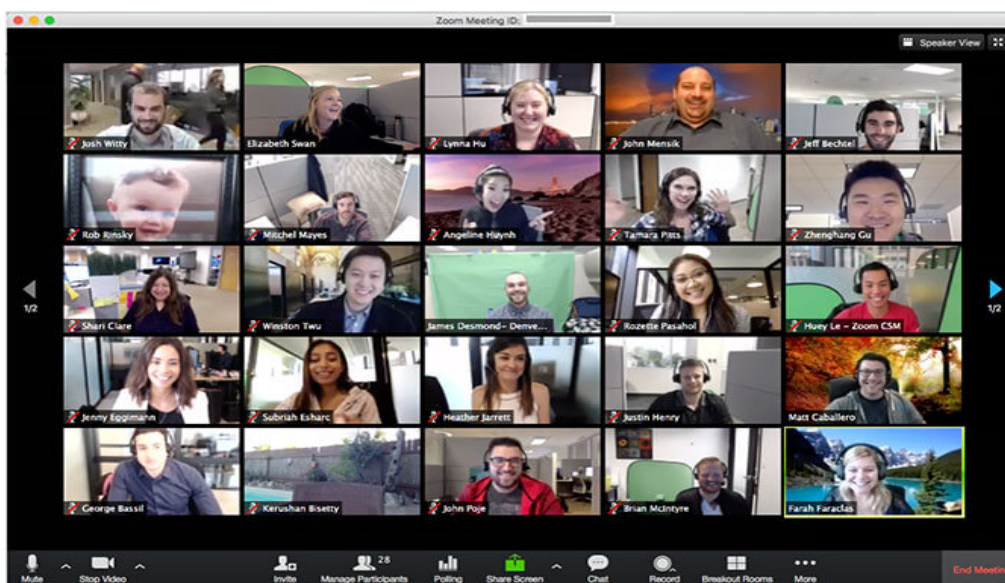 Zoom Meeting ID:
Speaker View
Josh Witty
Elizabeth Swan
Lynna Hu
John Mensik
Jeff Bechtel
Rob Rinsky
Mitchel Mayes
Angeline Huynh
Tamara Pitts
Zhenghang Gu
1/2
1/2
Shari Clare
Winston Twu
James Desmond- Denve...
Rozette Pasahol
Huey Le - Zoom CSM
Jenny Eggimann
Subriah Esharc
Heather Jarrett
Justin Henry
Matt Caballero
George Bassil
Kerushan Bisetty
John Poje
Brian McIntyre
Farah Faraclas
28
Mute
Stop Video
Invite
Manage Participants
Polling
Share Screen
Chat
Record
Breakout Rooms
More
End Meetin